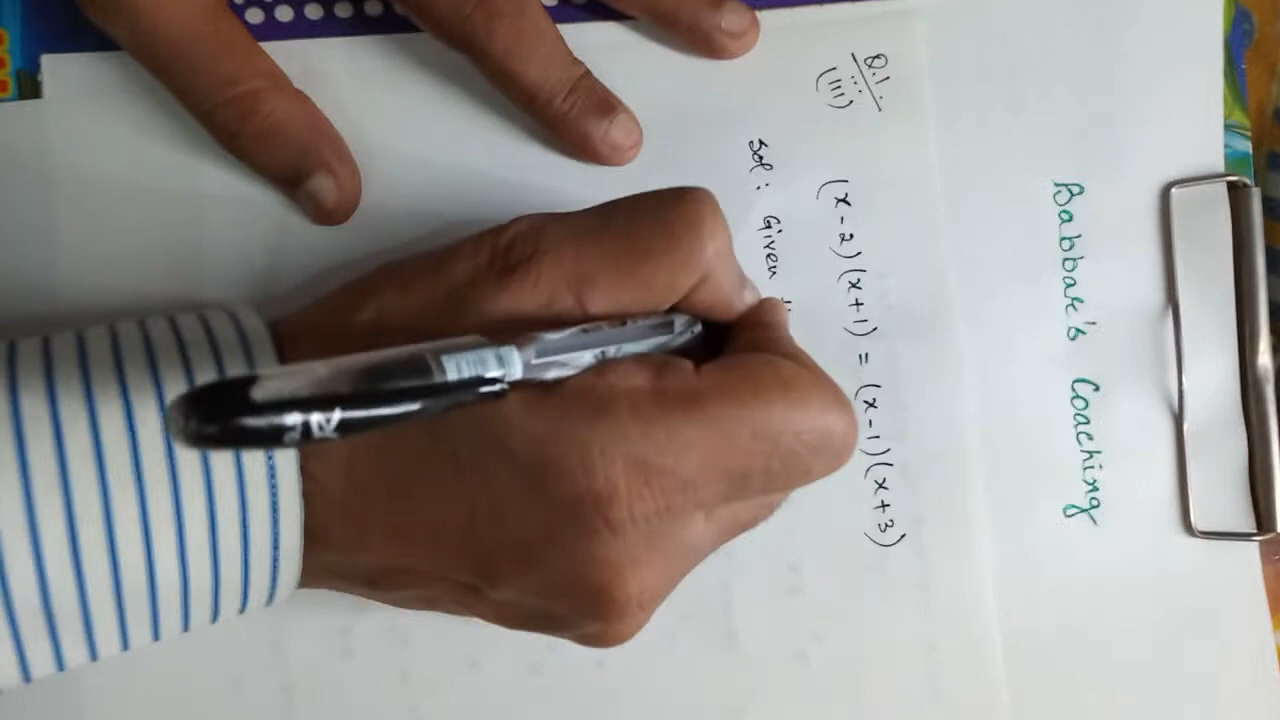 Babbar's Coaching
Q.1.
(iii) (x-2)(x+1) = (x-1)(x+3)
Sol: Given